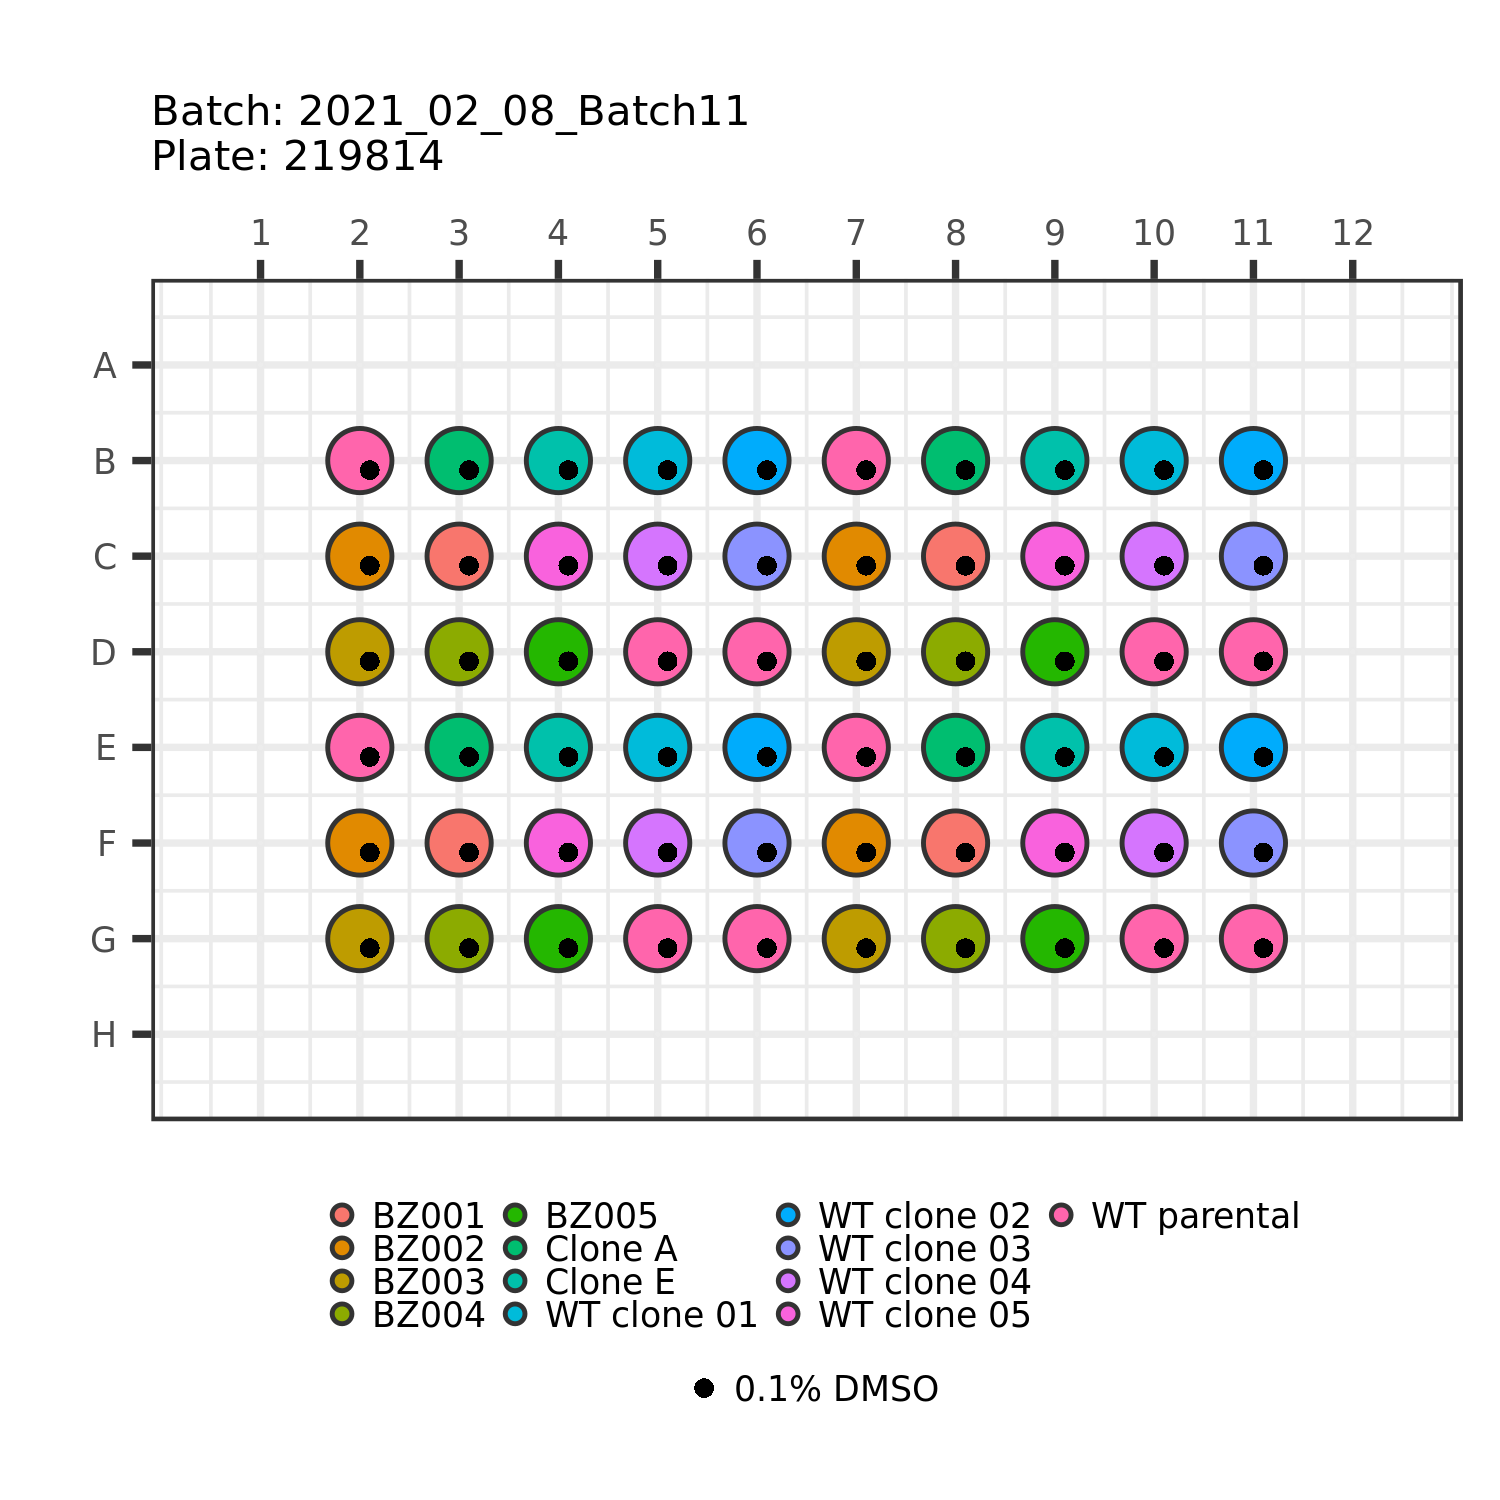 Batch: 2021_02_08_Batch11
Plate: 219814
1 2 3 4 5 6 7 8 9 10 11 12
A
B
C
D
E
F
G
H
BZ001 BZ005 WT clone 02 WT parental
BZ002 Clone A WT clone 03
BZ003 Clone E WT clone 04
BZ004 WT clone 01 WT clone 05
0.1% DMSO